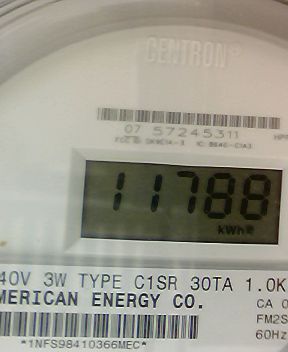 CENTRON®
07 57245311
11788
kWh
40V 3W TYPE C1SR 30TA 1.0K
MERICAN ENERGY CO.
CA 0
FM2S
60Hz
*1NFS98410366MEC*